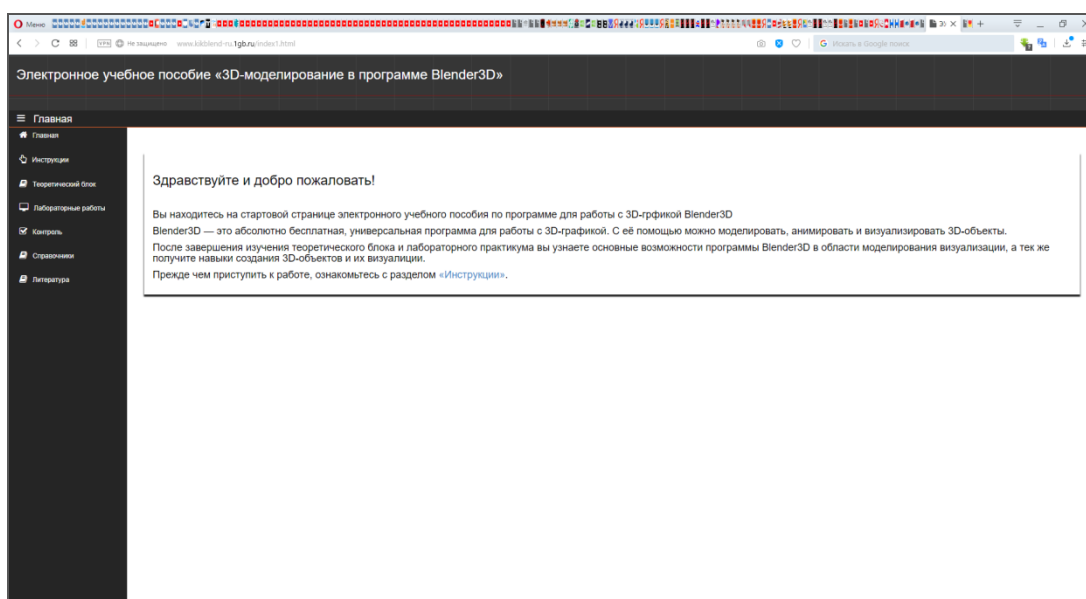 Меню
VPN Не защищено www.kikblend-ru.1gb.ru/index1.html
Искать в Google поиск
Электронное учебное пособие «3D-моделирование в программе Blender3D»
Главная
Главная
Инструкции
Теоретический блок
Лабораторные работы
Контроль
Справочники
Литература
Здравствуйте и добро пожаловать!
Вы находитесь на стартовой странице электронного учебного пособия по программе для работы с 3D-грфикой Blender3D
Blender3D — это абсолютно бесплатная, универсальная программа для работы с 3D-графикой. С её помощью можно моделировать, анимировать и визуализировать 3D-объекты.
После завершения изучения теоретического блока и лабораторного практикума вы узнаете основные возможности программы Blender3D в области моделирования визуализации, а тек же
получите навыки создания 3D-объектов и их визуалиции.
Прежде чем приступить к работе, ознакомьтесь с разделом «Инструкции».